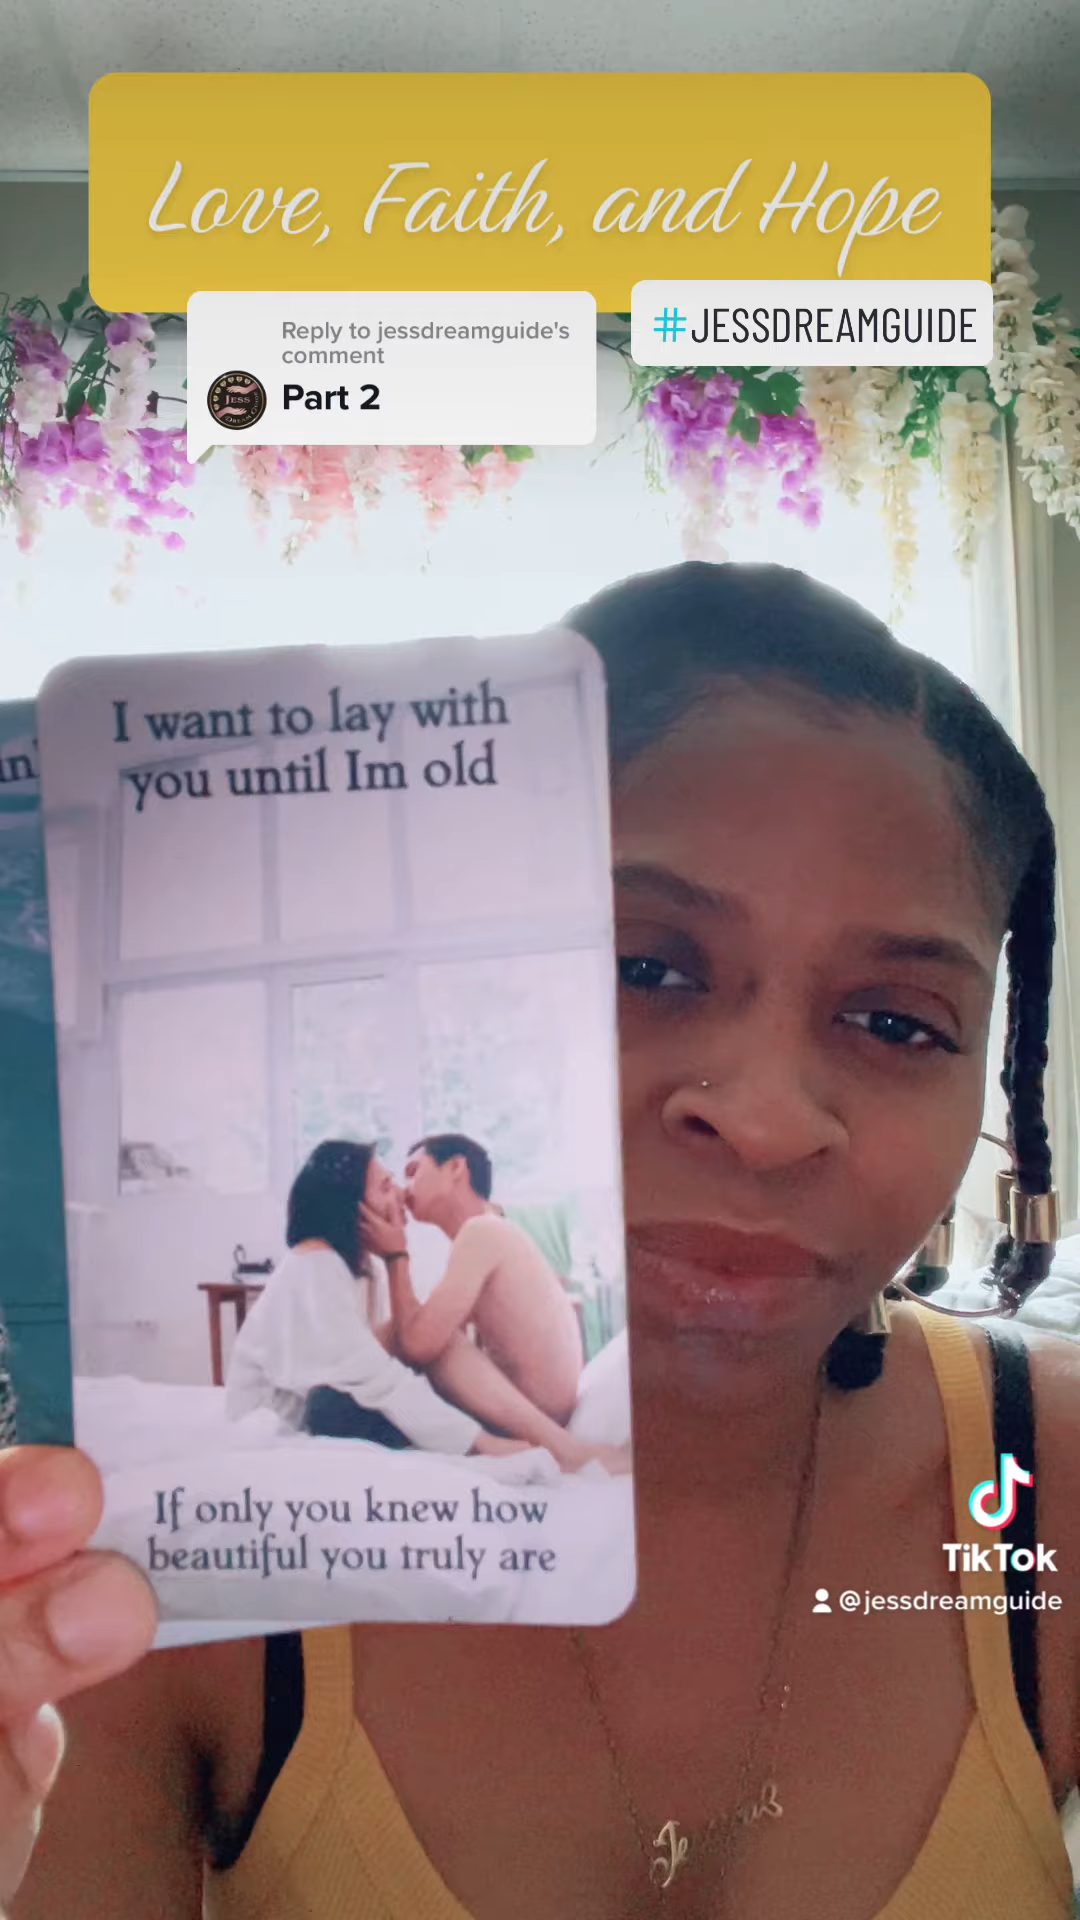 Love, Faith, and Hope
Reply to jessdreamguide's
comment
Part 2
#JESSDREAMGUIDE
JESS
I want to lay with
you until Im old
If only you knew how
beautiful you truly are
TikTok
@jessdreamguide